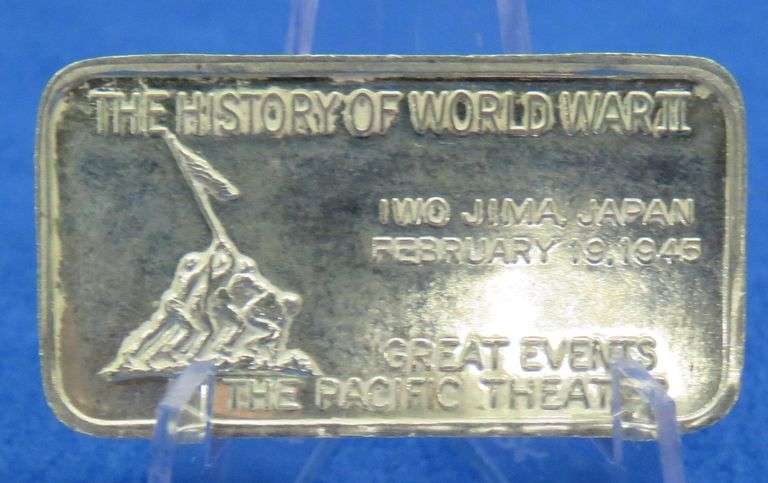 THE HISTORY OF WORLD WAR II
IWO JIMA, JAPAN
FEBRUARY 19, 1945
GREAT EVENTS
THE PACIFIC THEATER